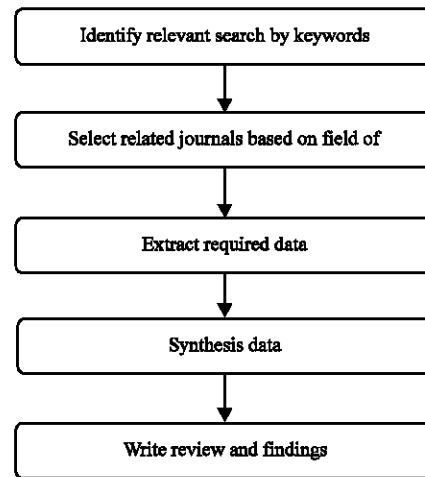 Identify relevant search by keywords
Select related journals based on field of
Extract required data
Synthesis data
Write review and findings